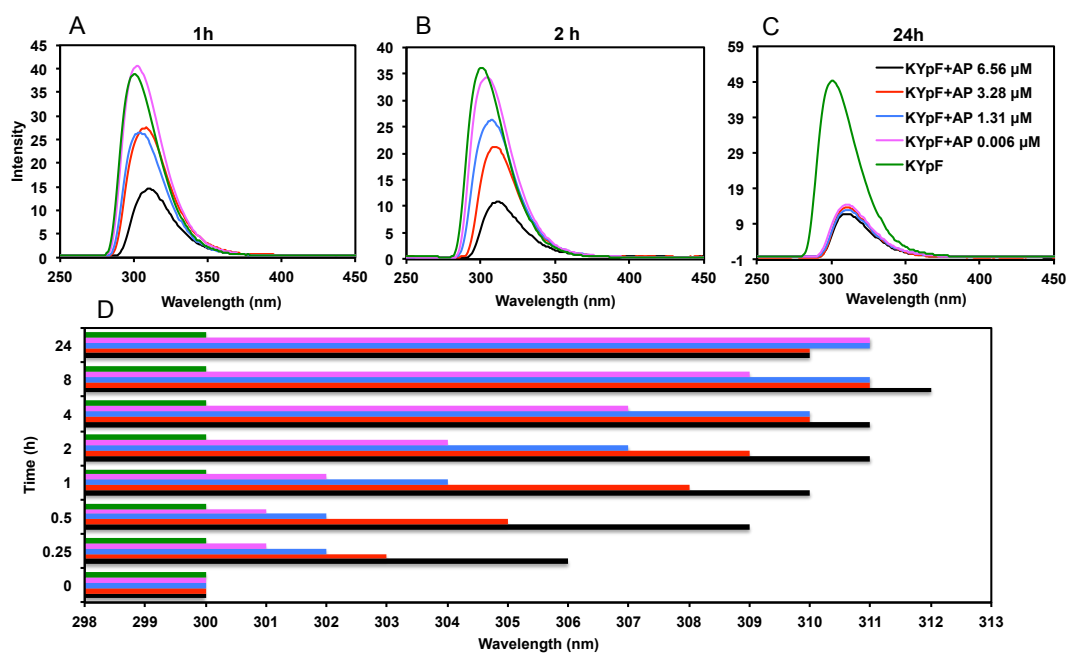 A
1h
B
2 h
C
24h
45
40
35
30
25
20
15
10
5
0
Intensity
250 300 350 400 450
Wavelength (nm)
40
35
30
25
20
15
10
5
0
250 300 350 400 450
Wavelength (nm)
59
49
39
29
19
9
-1
250 300 350 400 450
Wavelength (nm)
KYpF+AP 6.56 µM
KYpF+AP 3.28 µM
KYpF+AP 1.31 µM
KYpF+AP 0.006 µM
KYpF
D
Time (h)
24
8
4
2
1
0.5
0.25
0
298 299 300 301 302 303 304 305 306 307 308 309 310 311 312 313
Wavelength (nm)